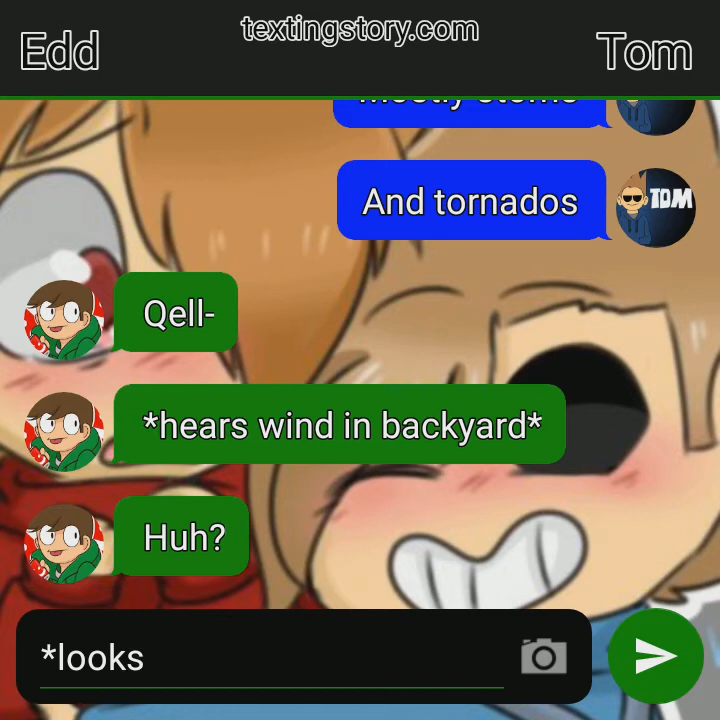 textingstory.com
Edd
Tom
And tornados
TOM
Qell-
*hears wind in backyard*
Huh?
*looks